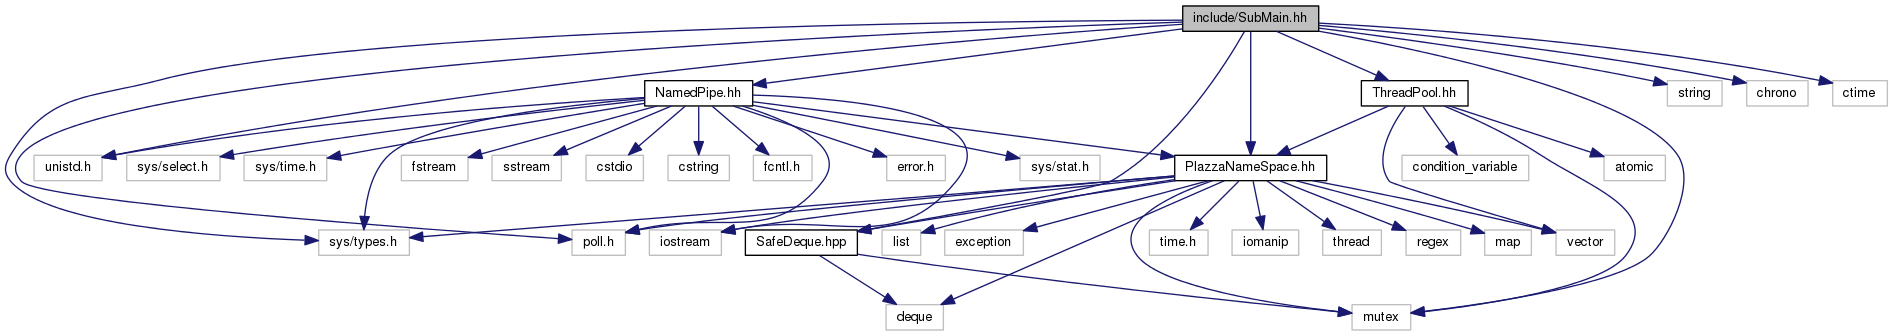 include/SubMain.hh
NamedPipe.hh
ThreadPool.hh
string
chrono
ctime
unistd.h
sys/select.h
sys/time.h
fstream
sstream
cstdio
cstring
fcntl.h
error.h
sys/stat.h
PlazzaNameSpace.hh
condition_variable
atomic
sys/types.h
poll.h
iostream
SafeDeque.hpp
list
exception
time.h
iomanip
thread
regex
map
vector
deque
mutex